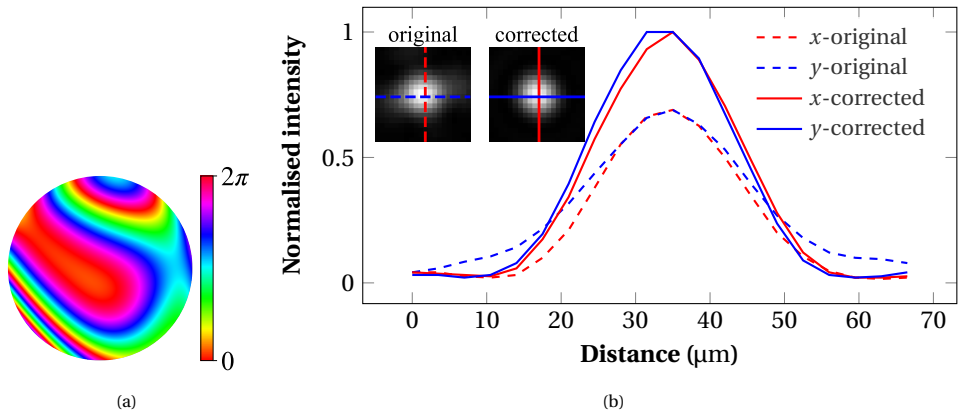 2π
0
(a)
original
corrected
x-original
y-original
x-corrected
y-corrected
Normalised intensity
1
0.5
0
0 10 20 30 40 50 60 70
Distance (µm)
(b)